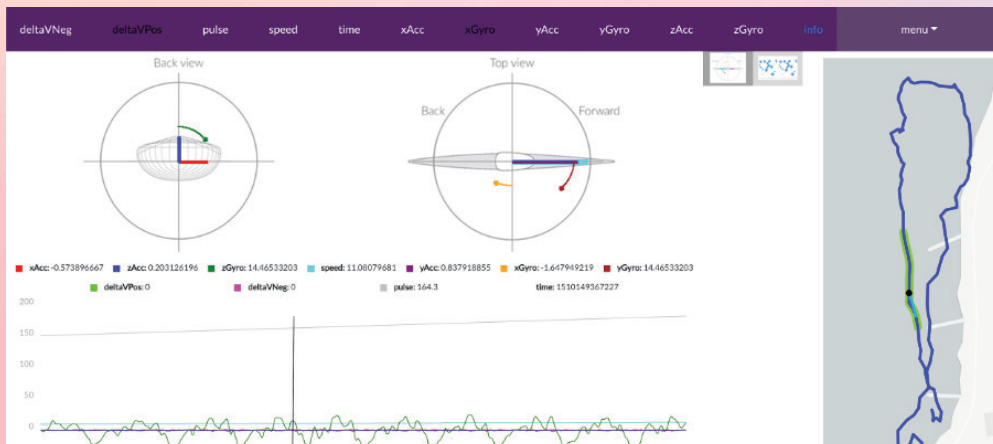 deltaVNeg deltaVPos pulse speed time xAcc xGyro yAcc yGyro zAcc zGyro info menu
Back view Top view
Back Forward
xAcc: -0.573896667 zAcc: 0.203126196 zGyro: 14.46533203 speed: 11.08079681 yAcc: 0.837918855 xGyro: -1.647949219 yGyro: 14.46533203
deltaVPos: 0 deltaVNeg: 0 pulse: 164.3 time: 1510149367227
200
150
100
50
0